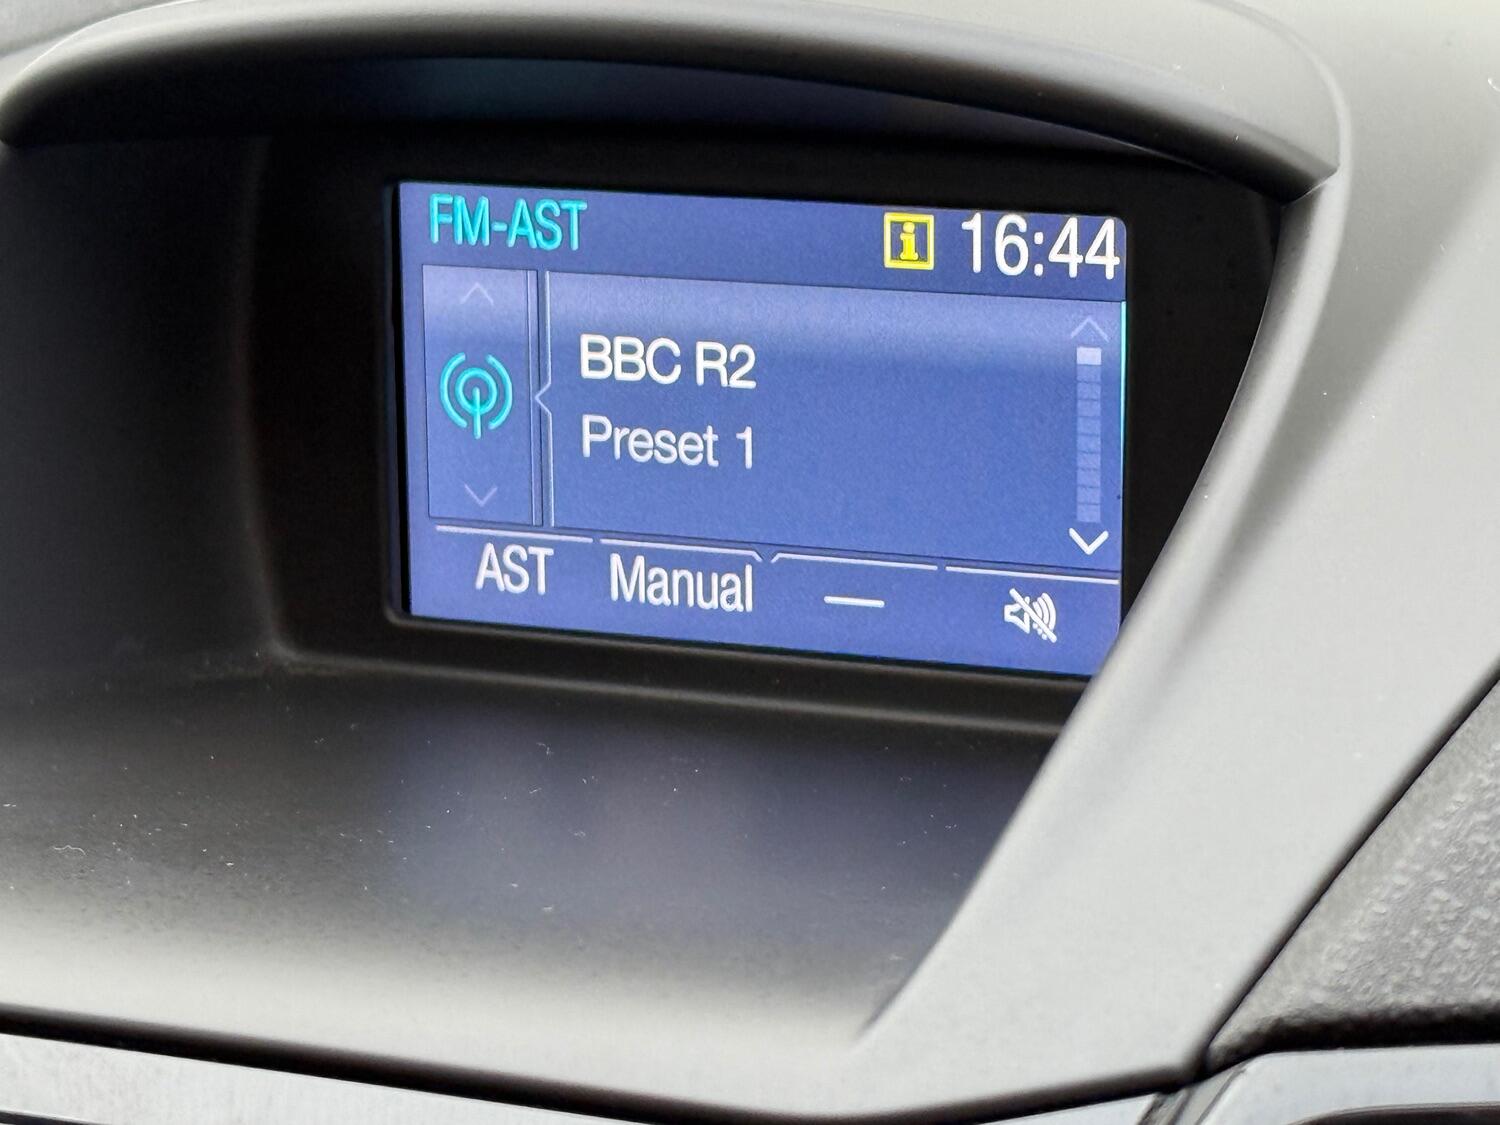 FM-AST
i 16:44
BBC R2
Preset 1
AST Manual —